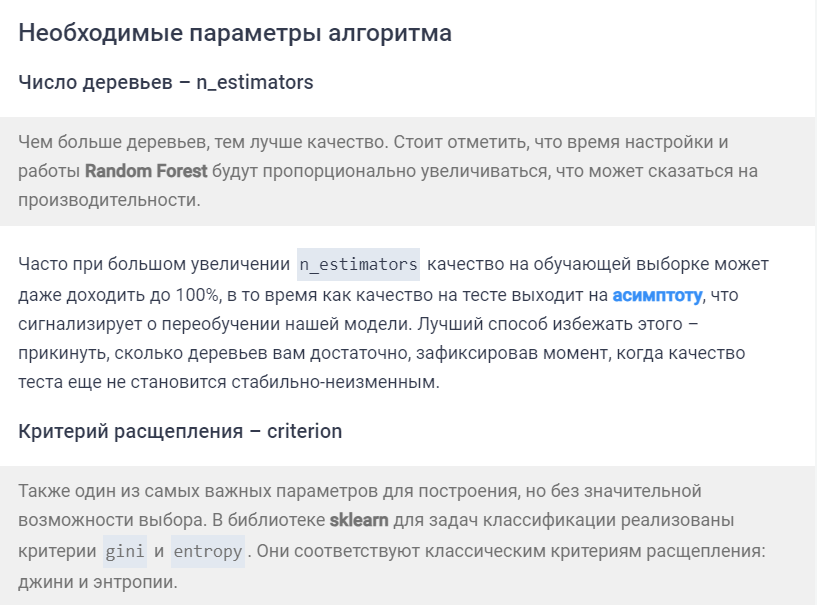 Необходимые параметры алгоритма
Число деревьев – n_estimators
Чем больше деревьев, тем лучше качество. Стоит отметить, что время настройки и
работы Random Forest будут пропорционально увеличиваться, что может сказаться на
производительности.
Часто при большом увеличении n_estimators качество на обучающей выборке может
даже доходить до 100%, в то время как качество на тесте выходит на асимптоту, что
сигнализирует о переобучении нашей модели. Лучший способ избежать этого –
прикинуть, сколько деревьев вам достаточно, зафиксировав момент, когда качество
теста еще не становится стабильно-неизменным.
Критерий расщепления – criterion
Также один из самых важных параметров для построения, но без значительной
возможности выбора. В библиотеке sklearn для задач классификации реализованы
критерии gini и entropy. Они соответствуют классическим критериям расщепления:
джини и энтропии.